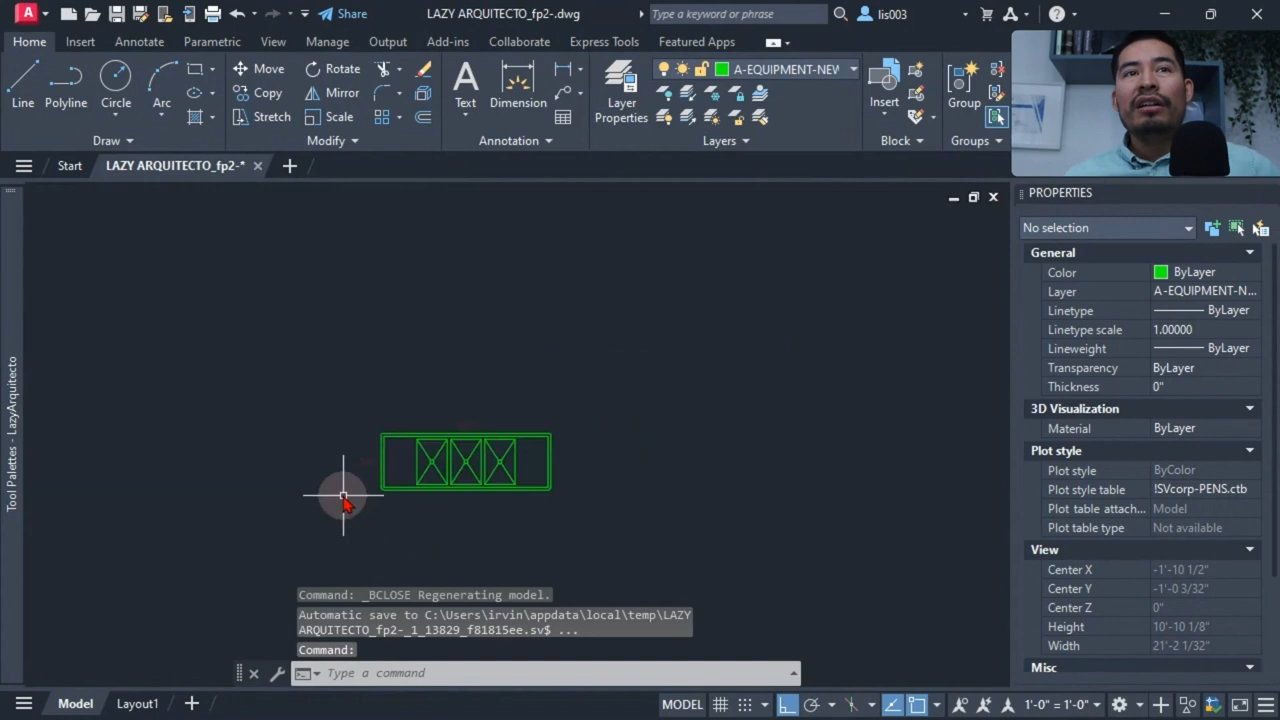 Share
LAZY ARQUITECTO_fp2-.dwg
Type a keyword or phrase
lis003
Home Insert Annotate Parametric View Manage Output Add-ins Collaborate Express Tools Featured Apps
Line
Polyline
Circle
Arc
Move
Rotate
Copy
Mirror
Stretch
Scale
Text
Dimension
Layer
Properties
A-EQUIPMENT-NEW
Insert
Group
Draw
Modify
Annotation
Layers
Block
Groups
Start
LAZY ARQUITECTO_fp2-*
Tool Palettes - LazyArquitecto
PROPERTIES
No selection
General
Color ByLayer
Layer A-EQUIPMENT-N...
Linetype ByLayer
Linetype scale 1.00000
Lineweight ByLayer
Transparency ByLayer
Thickness 0"
3D Visualization
Material ByLayer
Plot style
Plot style ByColor
Plot style table !SVcorp-PENS.ctb
Plot table attach... Model
Plot table type Not available
View
Center X -1'-10 1/2"
Center Y -1'-0 3/32"
Center Z 0"
Height 10'-10 1/8"
Width 21'-2 1/32"
Misc
Command: _BCLOSE Regenerating model.
Automatic save to C:\Users\irvin\appdata\local\temp\LAZY
ARQUITECTO_fp2-_1_13829_f81815ee.sv$ ...
Command:
Type a command
Model Layout1
MODEL
1'-0" = 1'-0"